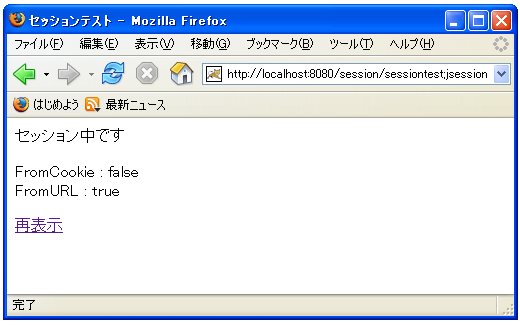 セッションテスト - Mozilla Firefox
ファイル(F) 編集(E) 表示(V) 移動(G) ブックマーク(B) ツール(T) ヘルプ(H)
http://localhost:8080/session/sessiontest;jsession
はじめよう 最新ニュース
セッション中です
FromCookie : false
FromURL : true
再表示
完了